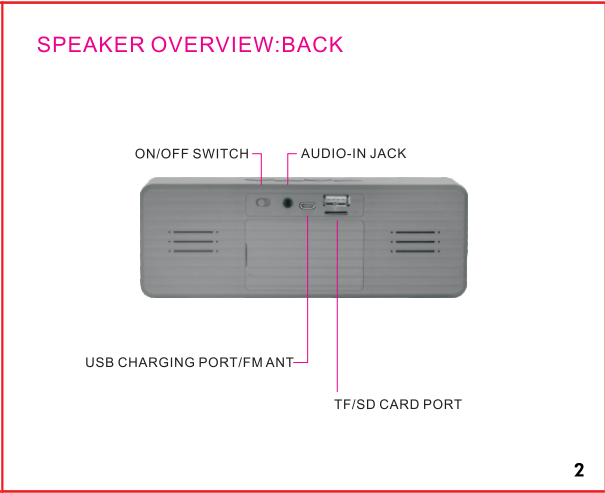 SPEAKER OVERVIEW:BACK
ON/OFF SWITCH
AUDIO-IN JACK
USB CHARGING PORT/FM ANT
TF/SD CARD PORT
2